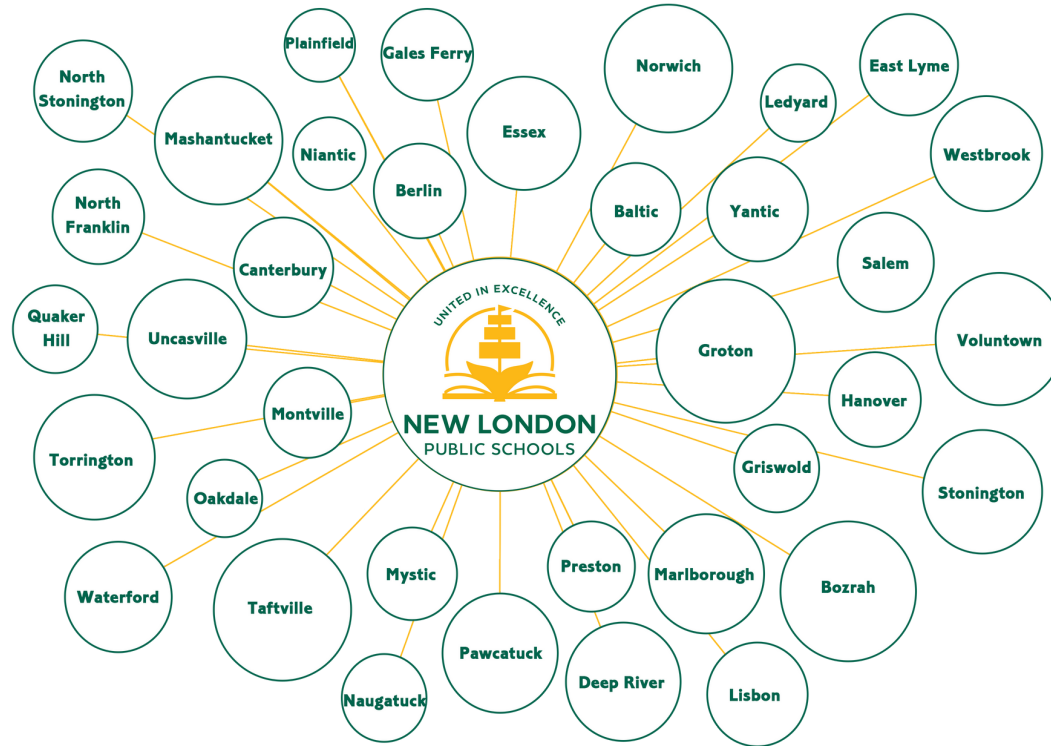 Plainfield
Gales Ferry
Norwich
East Lyme
North
Stonington
Ledyard
Mashantucket
Essex
Niantic
Westbrook
Berlin
North
Franklin
Baltic
Yantic
Canterbury
Salem
Quaker
Hill
Uncasville
UNITED IN EXCELLENCE
Groton
Voluntown
Montville
Hanover
NEW LONDON
PUBLIC SCHOOLS
Torrington
Griswold
Oakdale
Stonington
Waterford
Taftville
Mystic
Preston
Marlborough
Bozrah
Pawcatuck
Naugatuck
Deep River
Lisbon